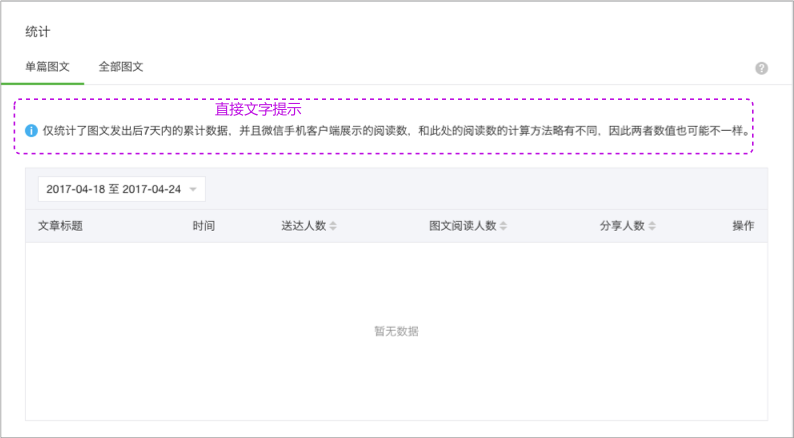 统计
单篇图文 全部图文
?
直接文字提示
仅统计了图文发出后7天内的累计数据，并且微信手机客户端展示的阅读数，和此处的阅读数的计算方法略有不同，因此两者数值也可能不一样。
2017-04-18 至 2017-04-24
文章标题 时间 送达人数 图文阅读人数 分享人数 操作
暂无数据